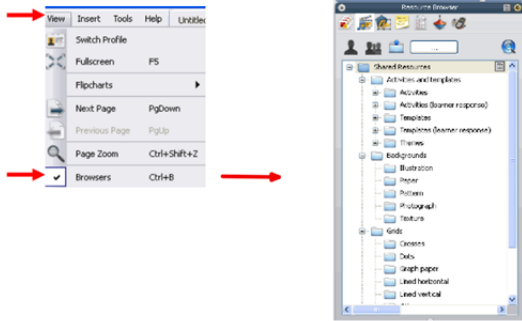 View Insert Tools Help Untitled
Switch Profile
Fullscreen F5
Flipcharts
Next Page PgDown
Previous Page PgUp
Page Zoom Ctrl+Shift+Z
Browsers Ctrl+B
Resource Browser
...
Shared Resources
Activities and templates
Activities
Activities (learner response)
Templates
Templates (learner response)
Themes
Backgrounds
Illustration
Paper
Pattern
Photograph
Texture
Grids
Crosses
Dots
Graph paper
Lined horizontal
Lined vertical